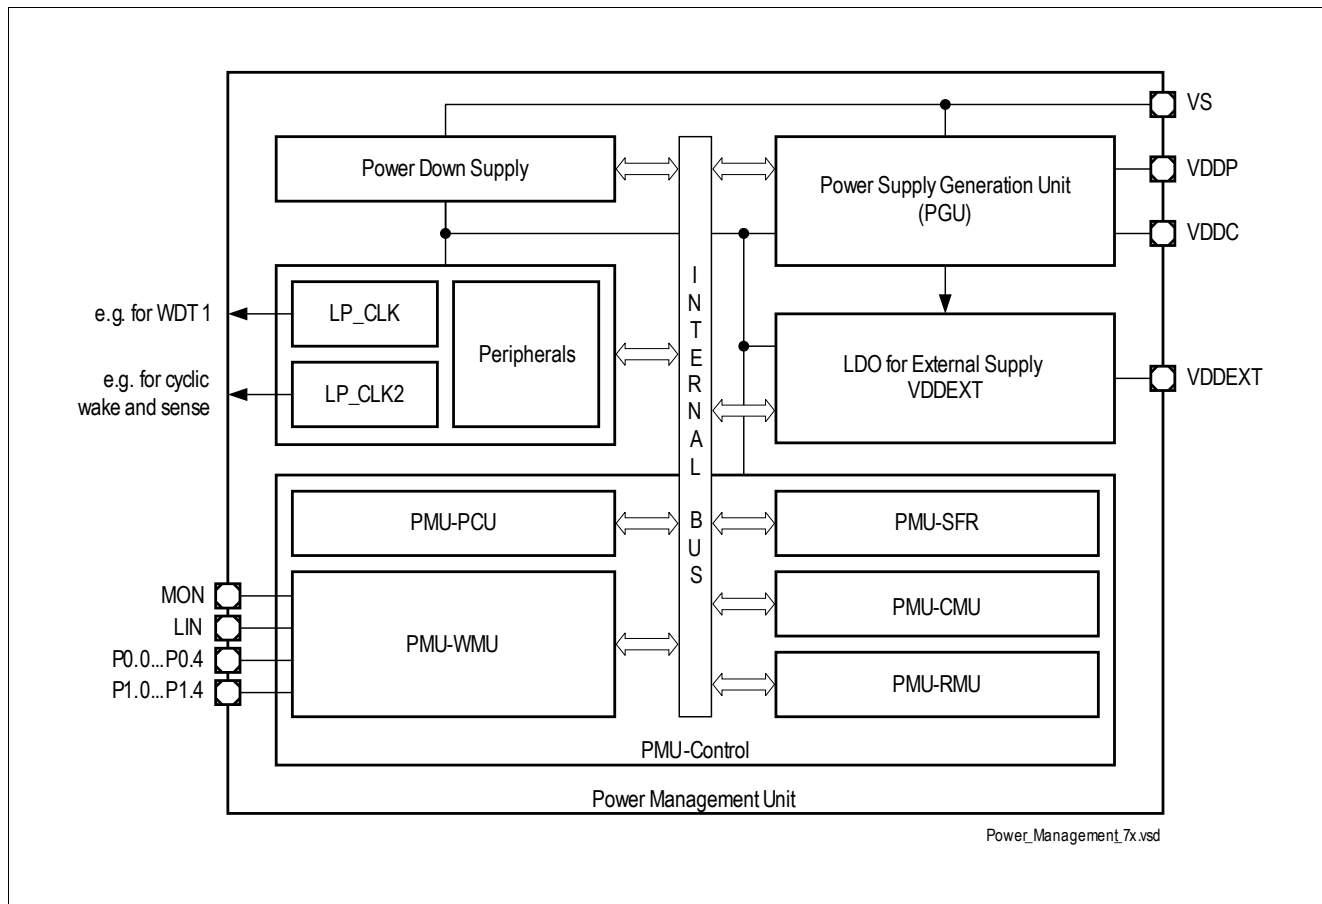 VS
Power Down Supply
Power Supply Generation Unit
(PGU)
VDDP
VDDC
e.g. for WDT 1
LP_CLK
Peripherals
LDO for External Supply
VDDEXT
VDDEXT
e.g. for cyclic
wake and sense
LP_CLK2
INTERNAL BUS
PMU-PCU
PMU-SFR
MON
LIN
P0.0...P0.4
P1.0...P1.4
PMU-WMU
PMU-CMU
PMU-RMU
PMU-Control
Power Management Unit
Power_Management_7x.vsd